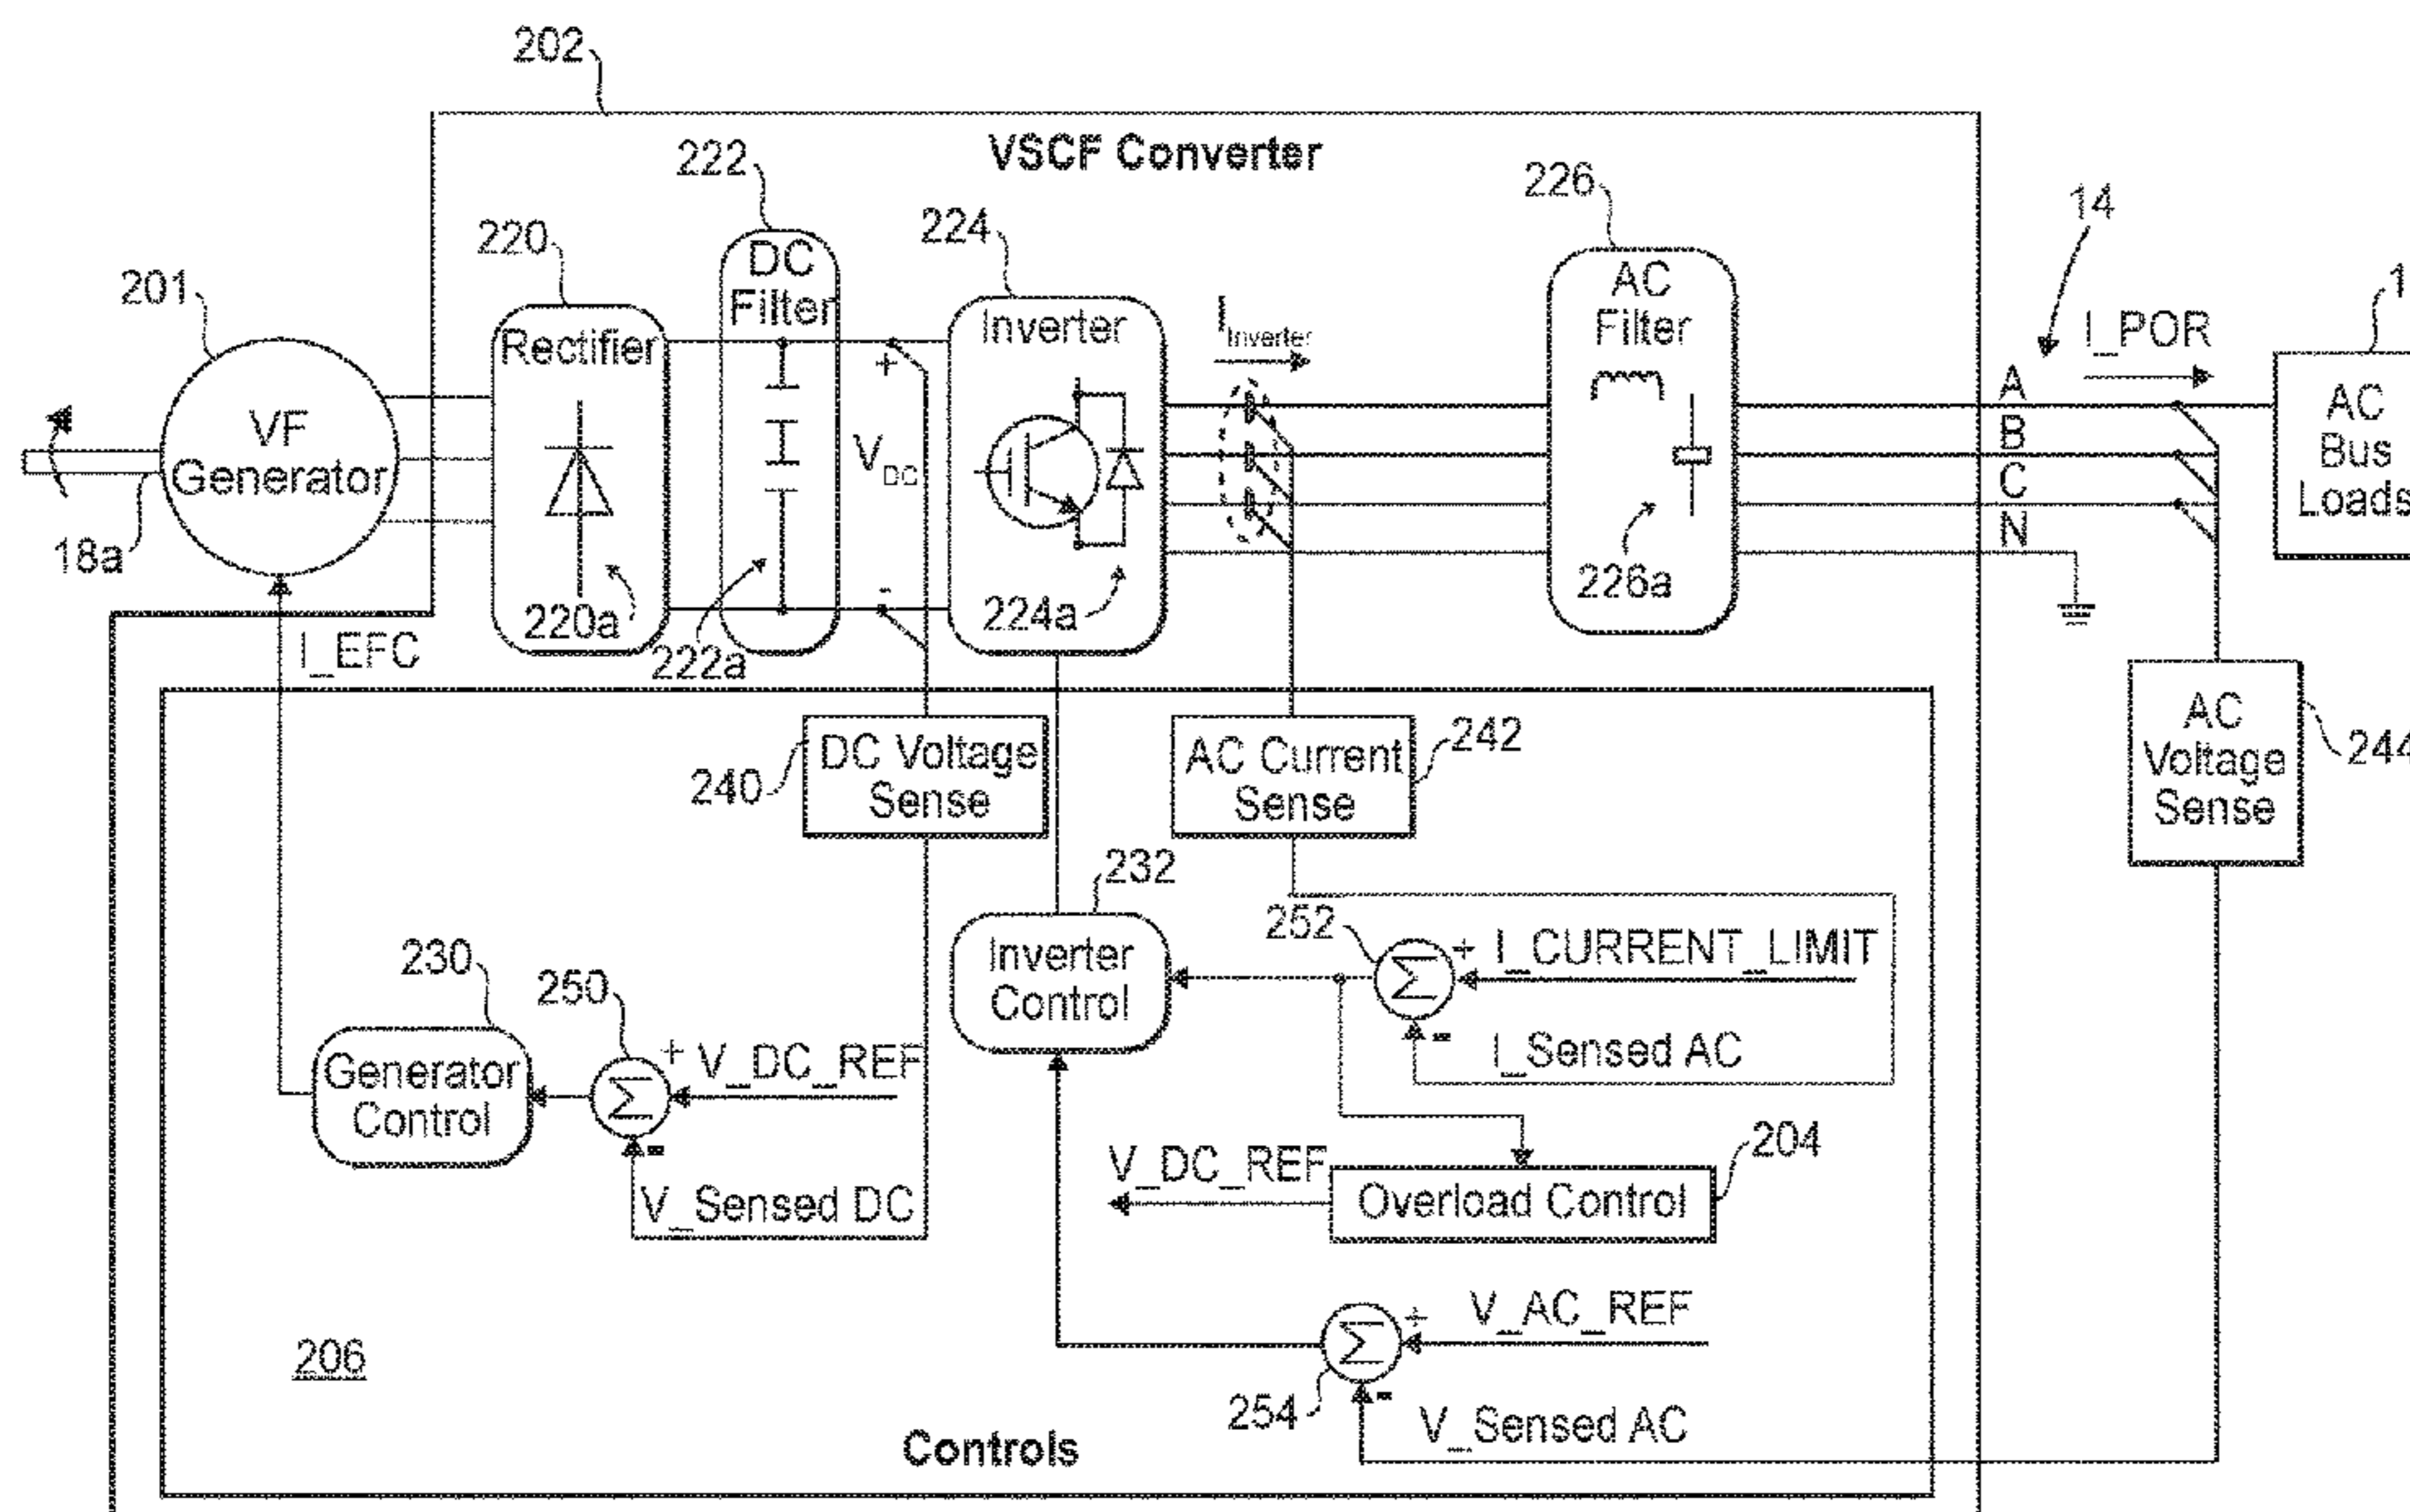 202
VSCF Converter
222
226
14
220
224
201
DC
Filter
AC
Filter
I_POR
1
Rectifier
Inverter
I Inverter
+
VF
Generator
V DC
A
B
C
N
AC
Bus
Loads
18a
220a
222a
-
224a
226a
I_EFC
240
DC Voltage
Sense
AC Current
Sense
242
AC
Voltage
Sense
244
232
252
Inverter
Control
Σ
+
I_CURRENT_LIMIT
-
I_Sensed AC
230
250
Generator
Control
Σ
+
V_DC_REF
-
V_Sensed DC
V_DC_REF
204
Overload Control
Σ
+
V_AC_REF
254
-
V_Sensed AC
206
Controls